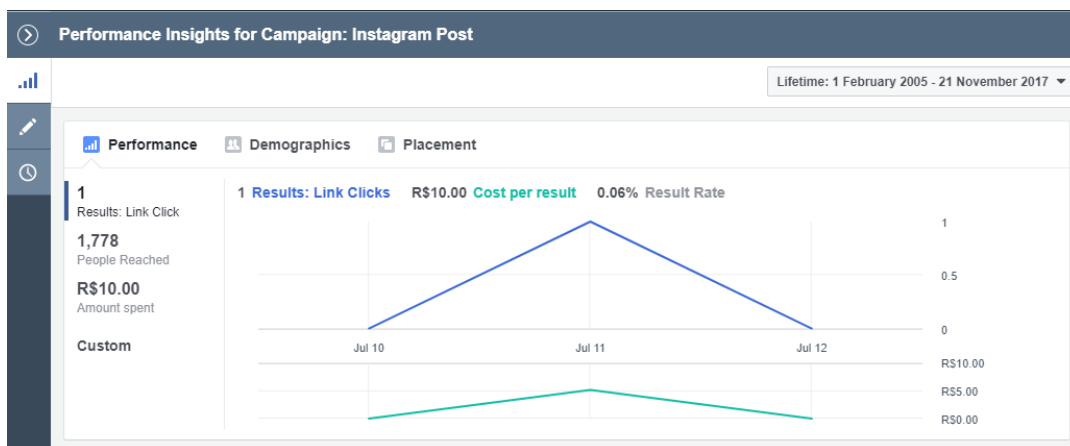 Performance Insights for Campaign: Instagram Post
Lifetime: 1 February 2005 - 21 November 2017
Performance Demographics Placement
1
Results: Link Click
1,778
People Reached
R$10.00
Amount spent
Custom
1 Results: Link Clicks R$10.00 Cost per result 0.06% Result Rate
1
0.5
0
Jul 10 Jul 11 Jul 12
R$10.00
R$5.00
R$0.00